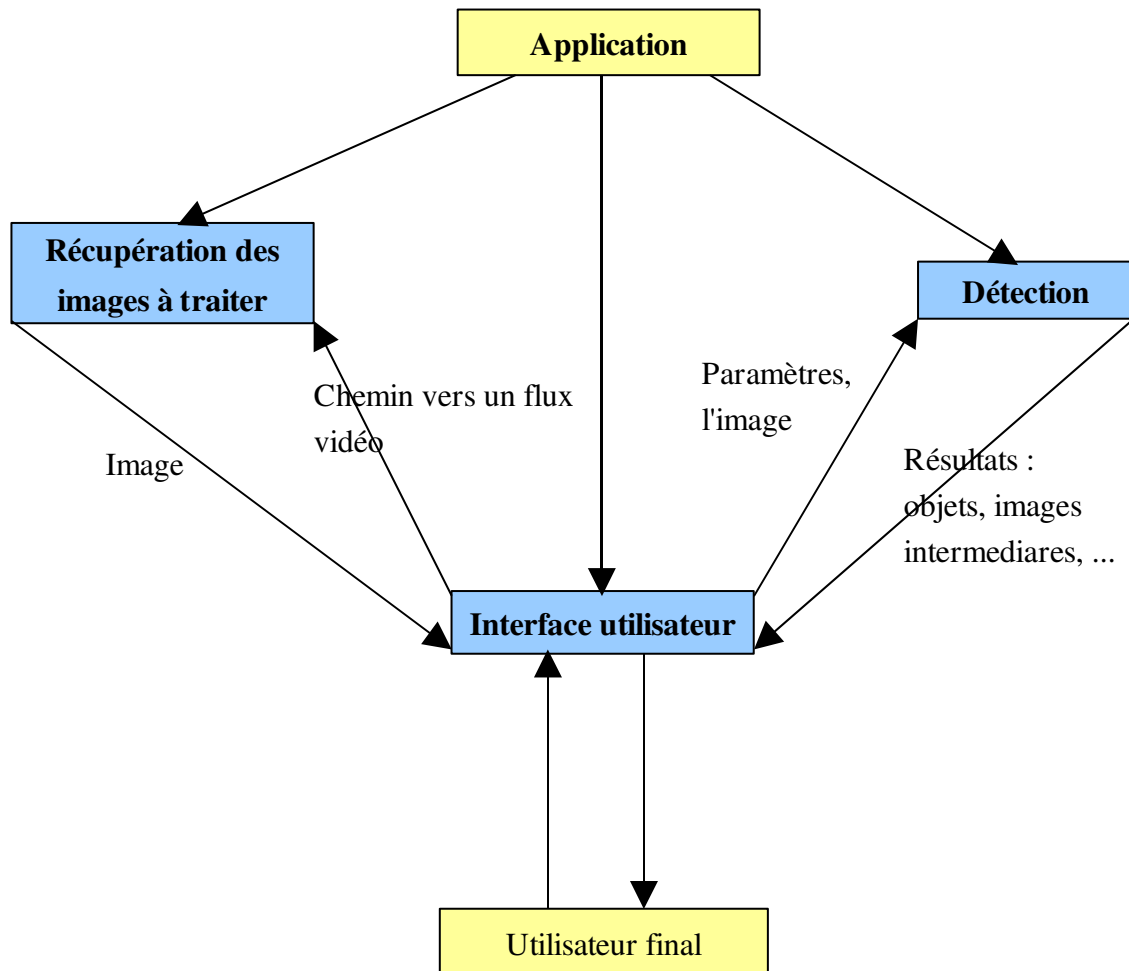 Application
Récupération des
images à traiter
Détection
Chemin vers un flux
vidéo
Paramètres,
l'image
Image
Résultats :
objets, images
intermediares, ...
Interface utilisateur
Utilisateur final